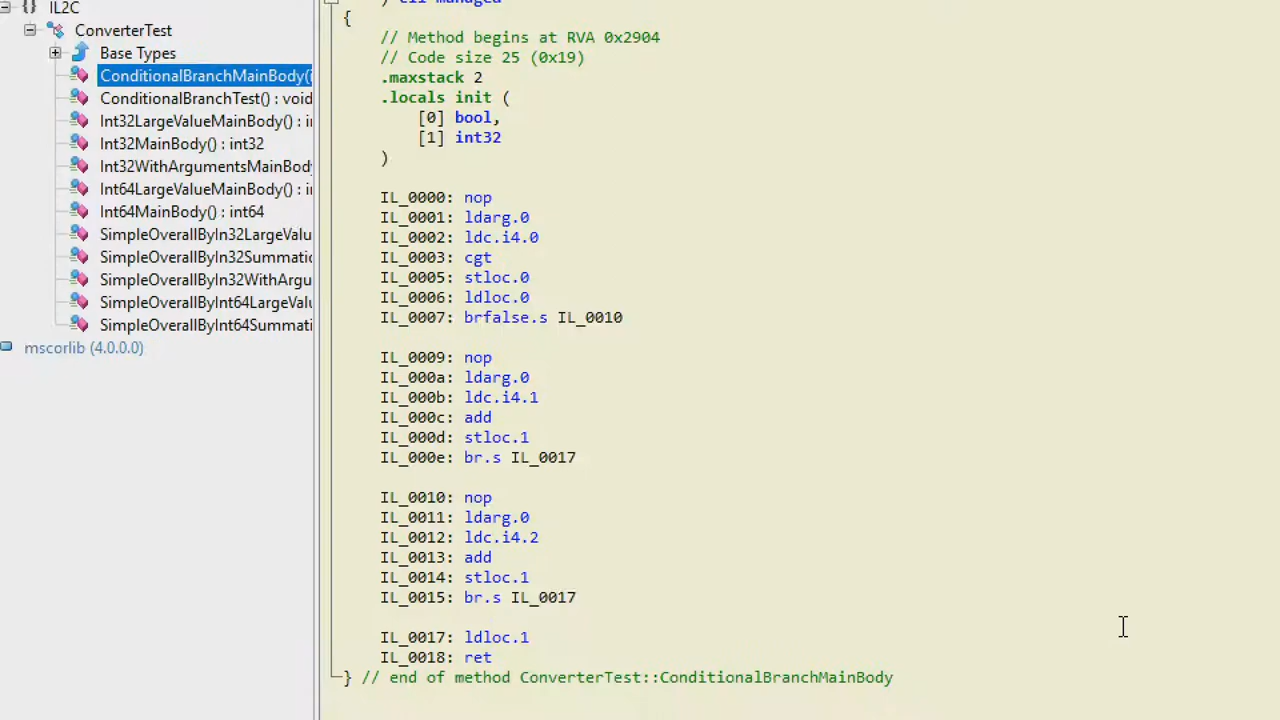 {} IL2C
ConverterTest
Base Types
ConditionalBranchMainBody(i
ConditionalBranchTest() : void
Int32LargeValueMainBody() : i
Int32MainBody() : int32
Int32WithArgumentsMainBod
Int64LargeValueMainBody() : i
Int64MainBody() : int64
SimpleOverallByIn32LargeValu
SimpleOverallByIn32Summatic
SimpleOverallByIn32WithArgu
SimpleOverallByInt64LargeValu
SimpleOverallByInt64Summati
mscorlib (4.0.0.0)
) cil managed
{
// Method begins at RVA 0x2904
// Code size 25 (0x19)
.maxstack 2
.locals init (
[0] bool,
[1] int32
)
IL_0000: nop
IL_0001: ldarg.0
IL_0002: ldc.i4.0
IL_0003: cgt
IL_0005: stloc.0
IL_0006: ldloc.0
IL_0007: brfalse.s IL_0010
IL_0009: nop
IL_000a: ldarg.0
IL_000b: ldc.i4.1
IL_000c: add
IL_000d: stloc.1
IL_000e: br.s IL_0017
IL_0010: nop
IL_0011: ldarg.0
IL_0012: ldc.i4.2
IL_0013: add
IL_0014: stloc.1
IL_0015: br.s IL_0017
IL_0017: ldloc.1
IL_0018: ret
} // end of method ConverterTest::ConditionalBranchMainBody